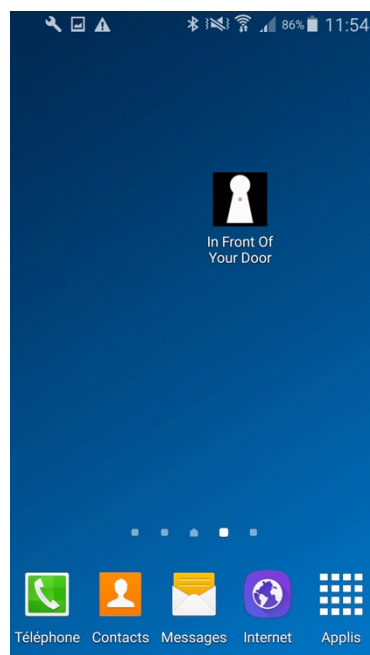 86% 11:54
In Front Of
Your Door
Téléphone Contacts Messages Internet Applis